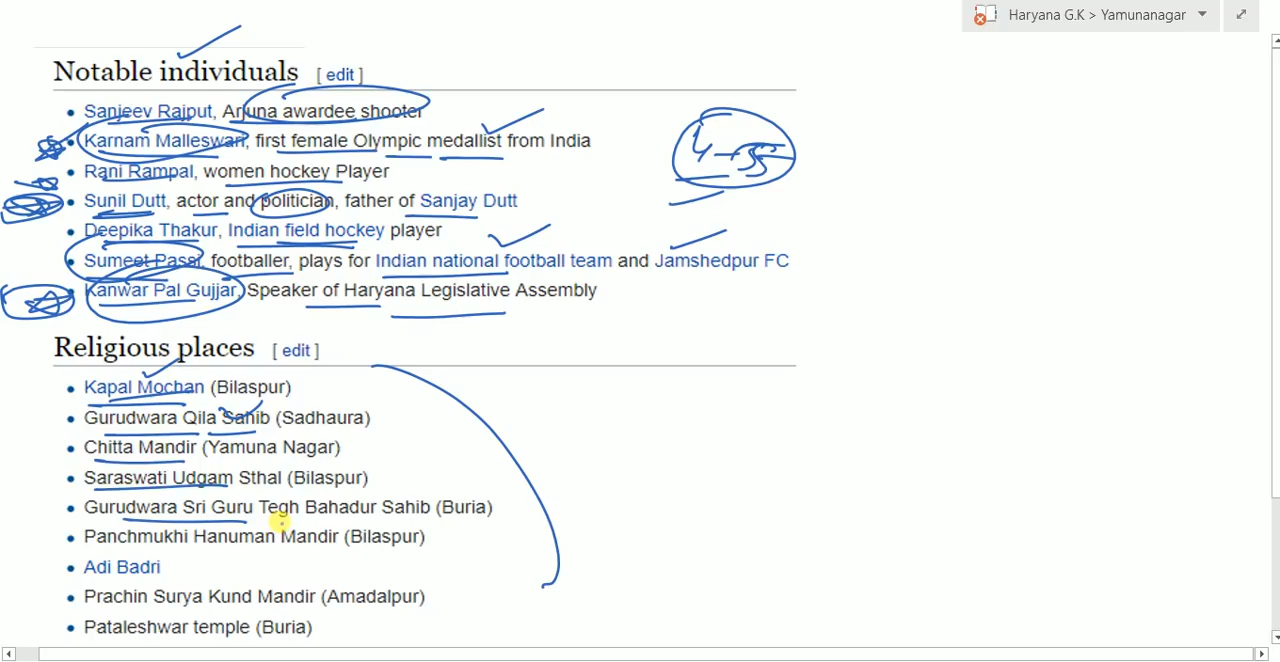 Haryana G.K > Yamunanagar
Notable individuals [ edit ]
Sanjeev Rajput, Arjuna awardee shooter
Karnam Malleswari, first female Olympic medallist from India
Rani Rampal, women hockey Player
Sunil Dutt, actor and politician, father of Sanjay Dutt
Deepika Thakur, Indian field hockey player
Sumeet Passi, footballer, plays for Indian national football team and Jamshedpur FC
Kanwar Pal Gujjar, Speaker of Haryana Legislative Assembly
Religious places [ edit ]
Kapal Mochan (Bilaspur)
Gurudwara Qila Sahib (Sadhaura)
Chitta Mandir (Yamuna Nagar)
Saraswati Udgam Sthal (Bilaspur)
Gurudwara Sri Guru Tegh Bahadur Sahib (Buria)
Panchmukhi Hanuman Mandir (Bilaspur)
Adi Badri
Prachin Surya Kund Mandir (Amadalpur)
Pataleshwar temple (Buria)